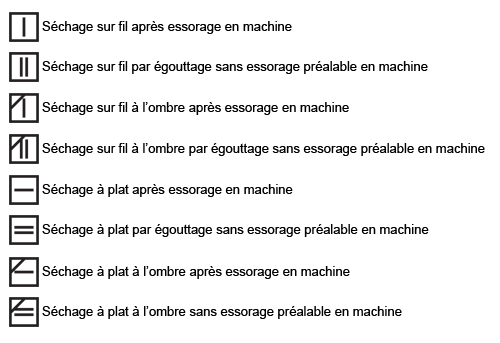 Séchage sur fil après essorage en machine
Séchage sur fil par égouttage sans essorage préalable en machine
Séchage sur fil à l’ombre après essorage en machine
Séchage sur fil à l’ombre par égouttage sans essorage préalable en machine
Séchage à plat après essorage en machine
Séchage à plat par égouttage sans essorage préalable en machine
Séchage à plat à l’ombre après essorage en machine
Séchage à plat à l’ombre sans essorage préalable en machine